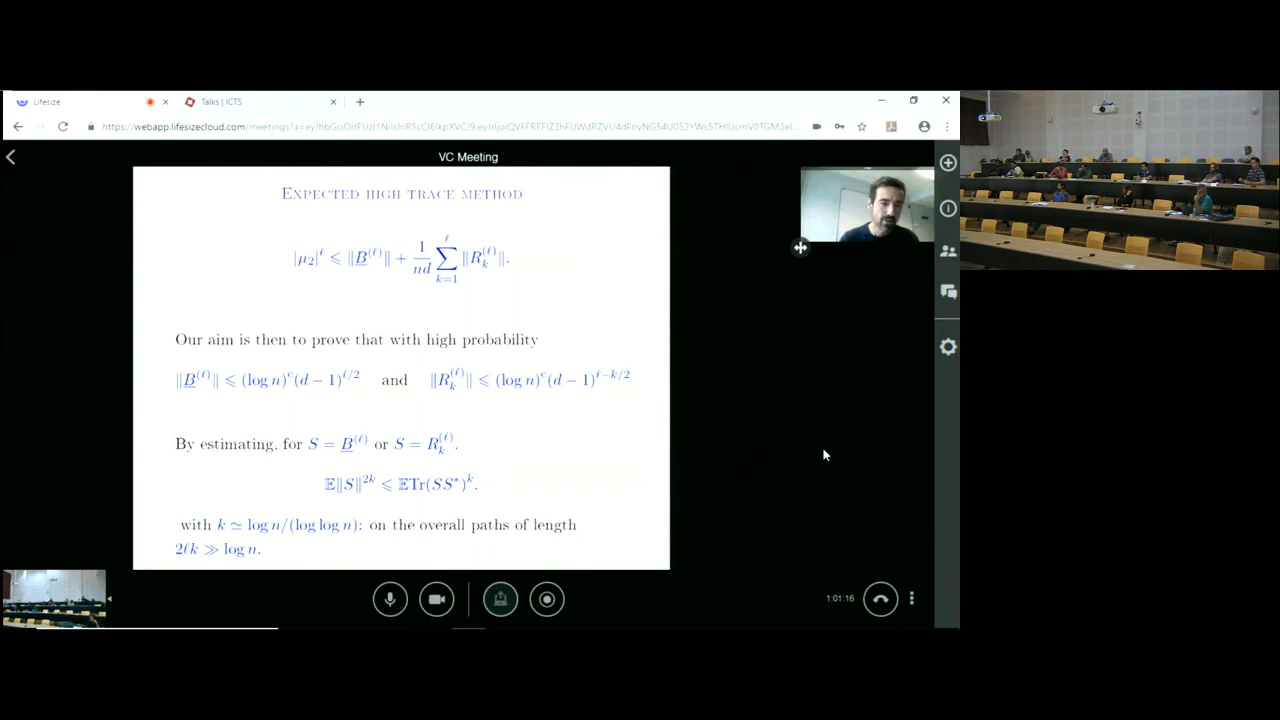 Lifesize
Talks | ICTS
VC Meeting
EXPECTED HIGH TRACE METHOD
|μ₂|^ℓ ⩽ ‖B̲^(ℓ)‖ + 1/(nd) ∑_{k=1}^{ℓ} ‖R_k^(ℓ)‖.
Our aim is then to prove that with high probability
‖B̲^(ℓ)‖ ⩽ (log n)^c (d − 1)^{ℓ/2} and ‖R_k^(ℓ)‖ ⩽ (log n)^c (d − 1)^{ℓ−k/2}
By estimating, for S = B̲^(ℓ) or S = R_k^(ℓ).
𝔼‖S‖^{2k} ⩽ 𝔼Tr(SS*)^k.
with k ≃ log n/(log log n): on the overall paths of length
2ℓk ≫ log n.
1:01:16